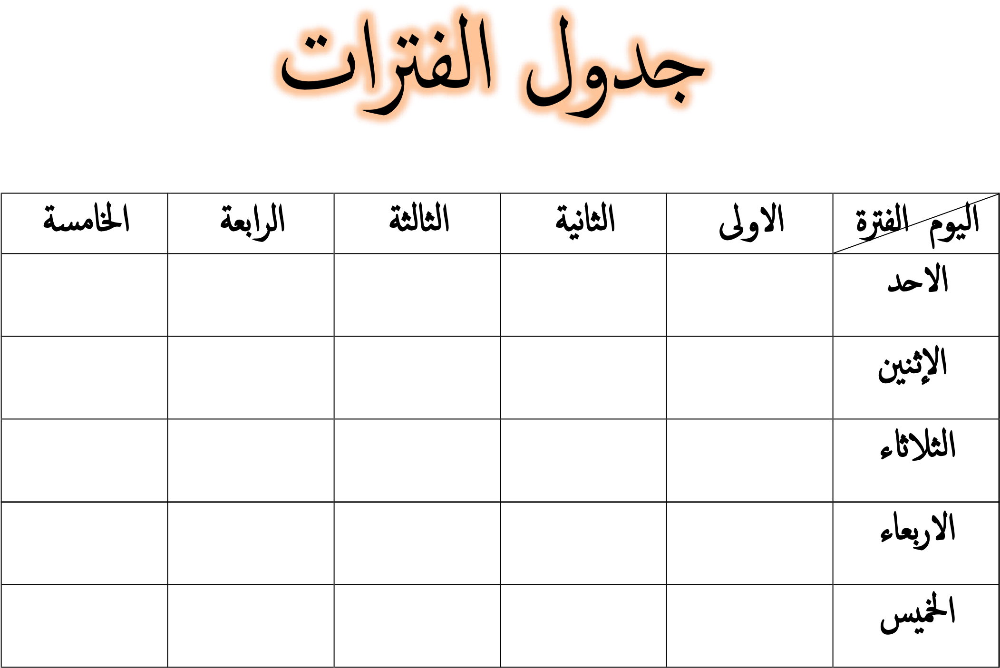 جدول الفترات
اليوم الفترة الاولى الثانية الثالثة الرابعة الخامسة
الاحد
الإثنين
الثلاثاء
الاربعاء
الخميس